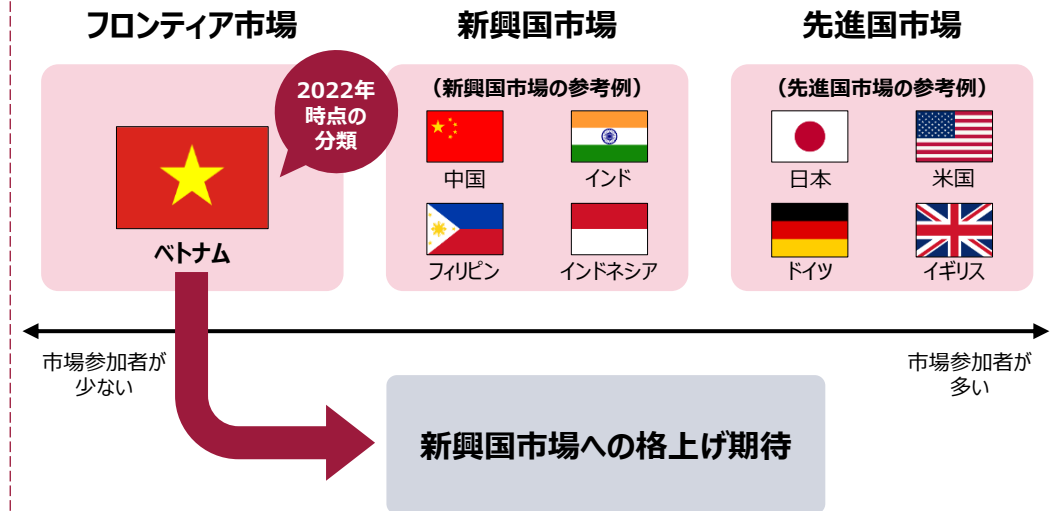 フロンティア市場
新興国市場
先進国市場
2022年
時点の
分類
ベトナム
（新興国市場の参考例）
中国
インド
フィリピン
インドネシア
（先進国市場の参考例）
日本
米国
ドイツ
イギリス
市場参加者が
少ない
市場参加者が
多い
新興国市場への格上げ期待